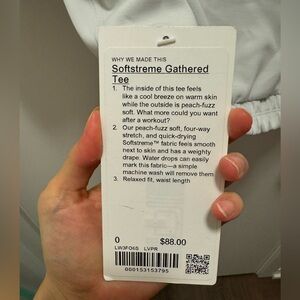 WHY WE MADE THIS
Softstreme Gathered
Tee
1. The inside of this tee feels
like a cool breeze on warm skin
while the outside is peach-fuzz
soft. What more could you want
after a workout?
2. Our peach-fuzz soft, four-way
stretch, and quick-drying
Softstreme™ fabric feels smooth
next to skin and has a weighty
drape. Water drops can easily
mark this fabric—a simple
machine wash will remove them
3. Relaxed fit, waist length
0 $88.00
LW3FO6S LVPR
000153153795